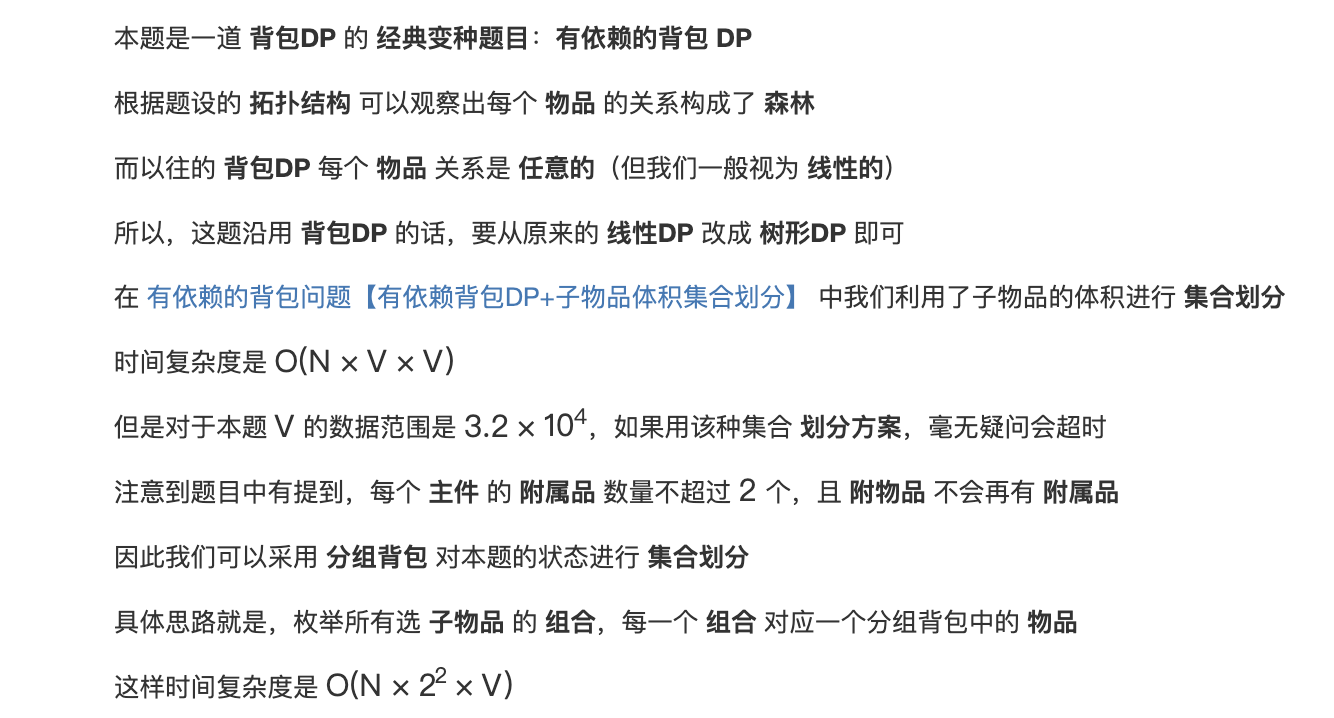 本题是一道 背包DP 的 经典变种题目：有依赖的背包 DP
根据题设的 拓扑结构 可以观察出每个 物品 的关系构成了 森林
而以往的 背包DP 每个 物品 关系是 任意的（但我们一般视为 线性的）
所以，这题沿用 背包DP 的话，要从原来的 线性DP 改成 树形DP 即可
在 有依赖的背包问题【有依赖背包DP+子物品体积集合划分】 中我们利用了子物品的体积进行 集合划分
时间复杂度是 O(N × V × V)
但是对于本题 V 的数据范围是 3.2 × 10⁴，如果用该种集合 划分方案，毫无疑问会超时
注意到题目中有提到，每个 主件 的 附属品 数量不超过 2 个，且 附物品 不会再有 附属品
因此我们可以采用 分组背包 对本题的状态进行 集合划分
具体思路就是，枚举所有选 子物品 的 组合，每一个 组合 对应一个分组背包中的 物品
这样时间复杂度是 O(N × 2² × V)